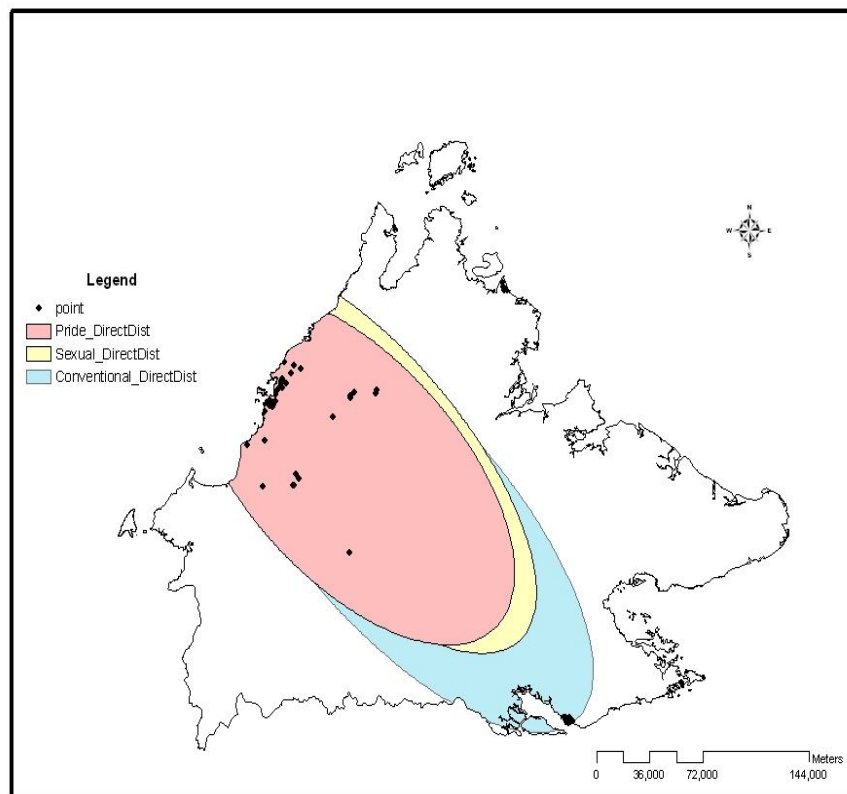 N
W E
S
Legend
point
Pride_DirectDist
Sexual_DirectDist
Conventional_DirectDist
Meters
0 36,000 72,000 144,000